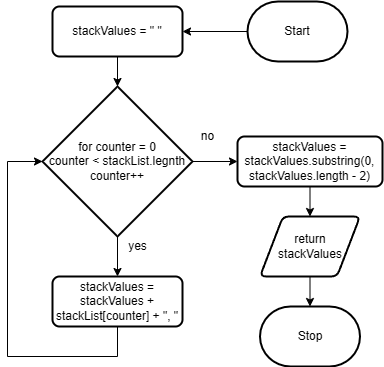 stackValues = " "
Start
for counter = 0
counter < stackList.legnth
counter++
no
stackValues =
stackValues.substring(0,
stackValues.length - 2)
yes
return
stackValues
stackValues =
stackValues +
stackList[counter] + ", "
Stop